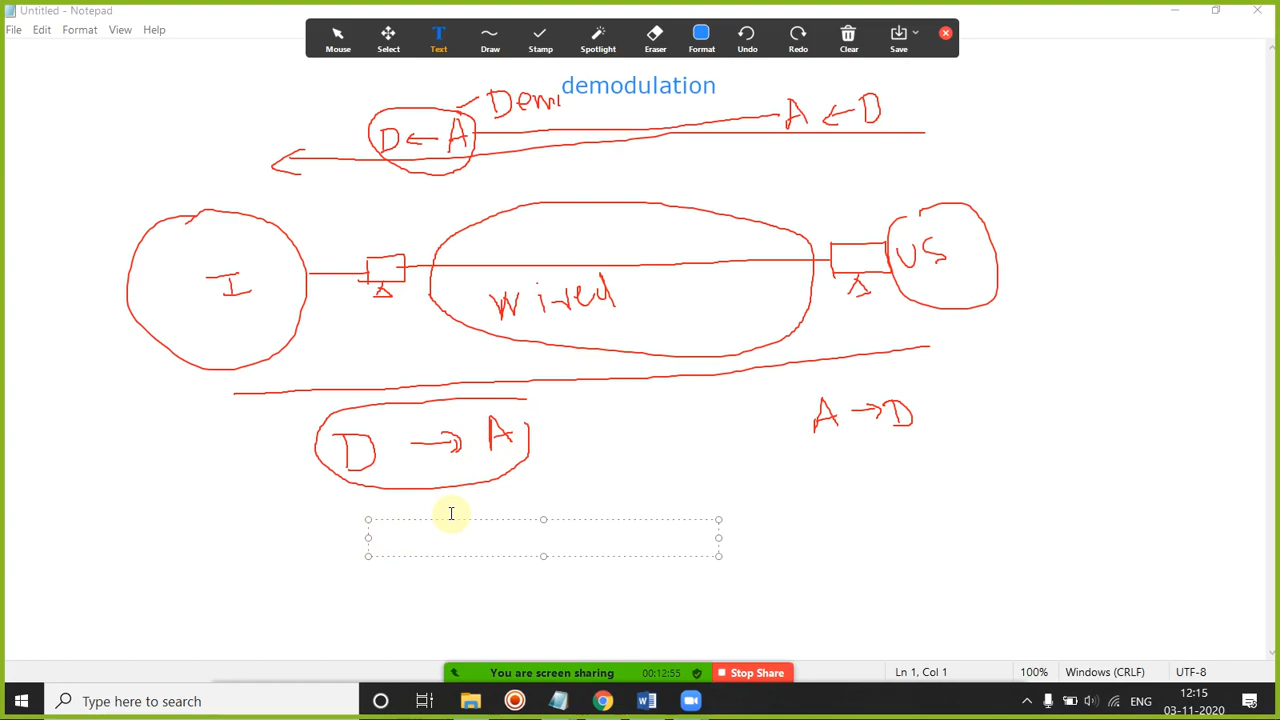 Untitled - Notepad
File Edit Format View Help
Mouse Select Text Draw Stamp Spotlight Eraser Format Undo Redo Clear Save
demodulation
Dem
D ← A
A ← D
I
wired
US
D → A
A → D
You are screen sharing 00:12:55 Stop Share
Ln 1, Col 1 100% Windows (CRLF) UTF-8
Type here to search
ENG
12:15
03-11-2020